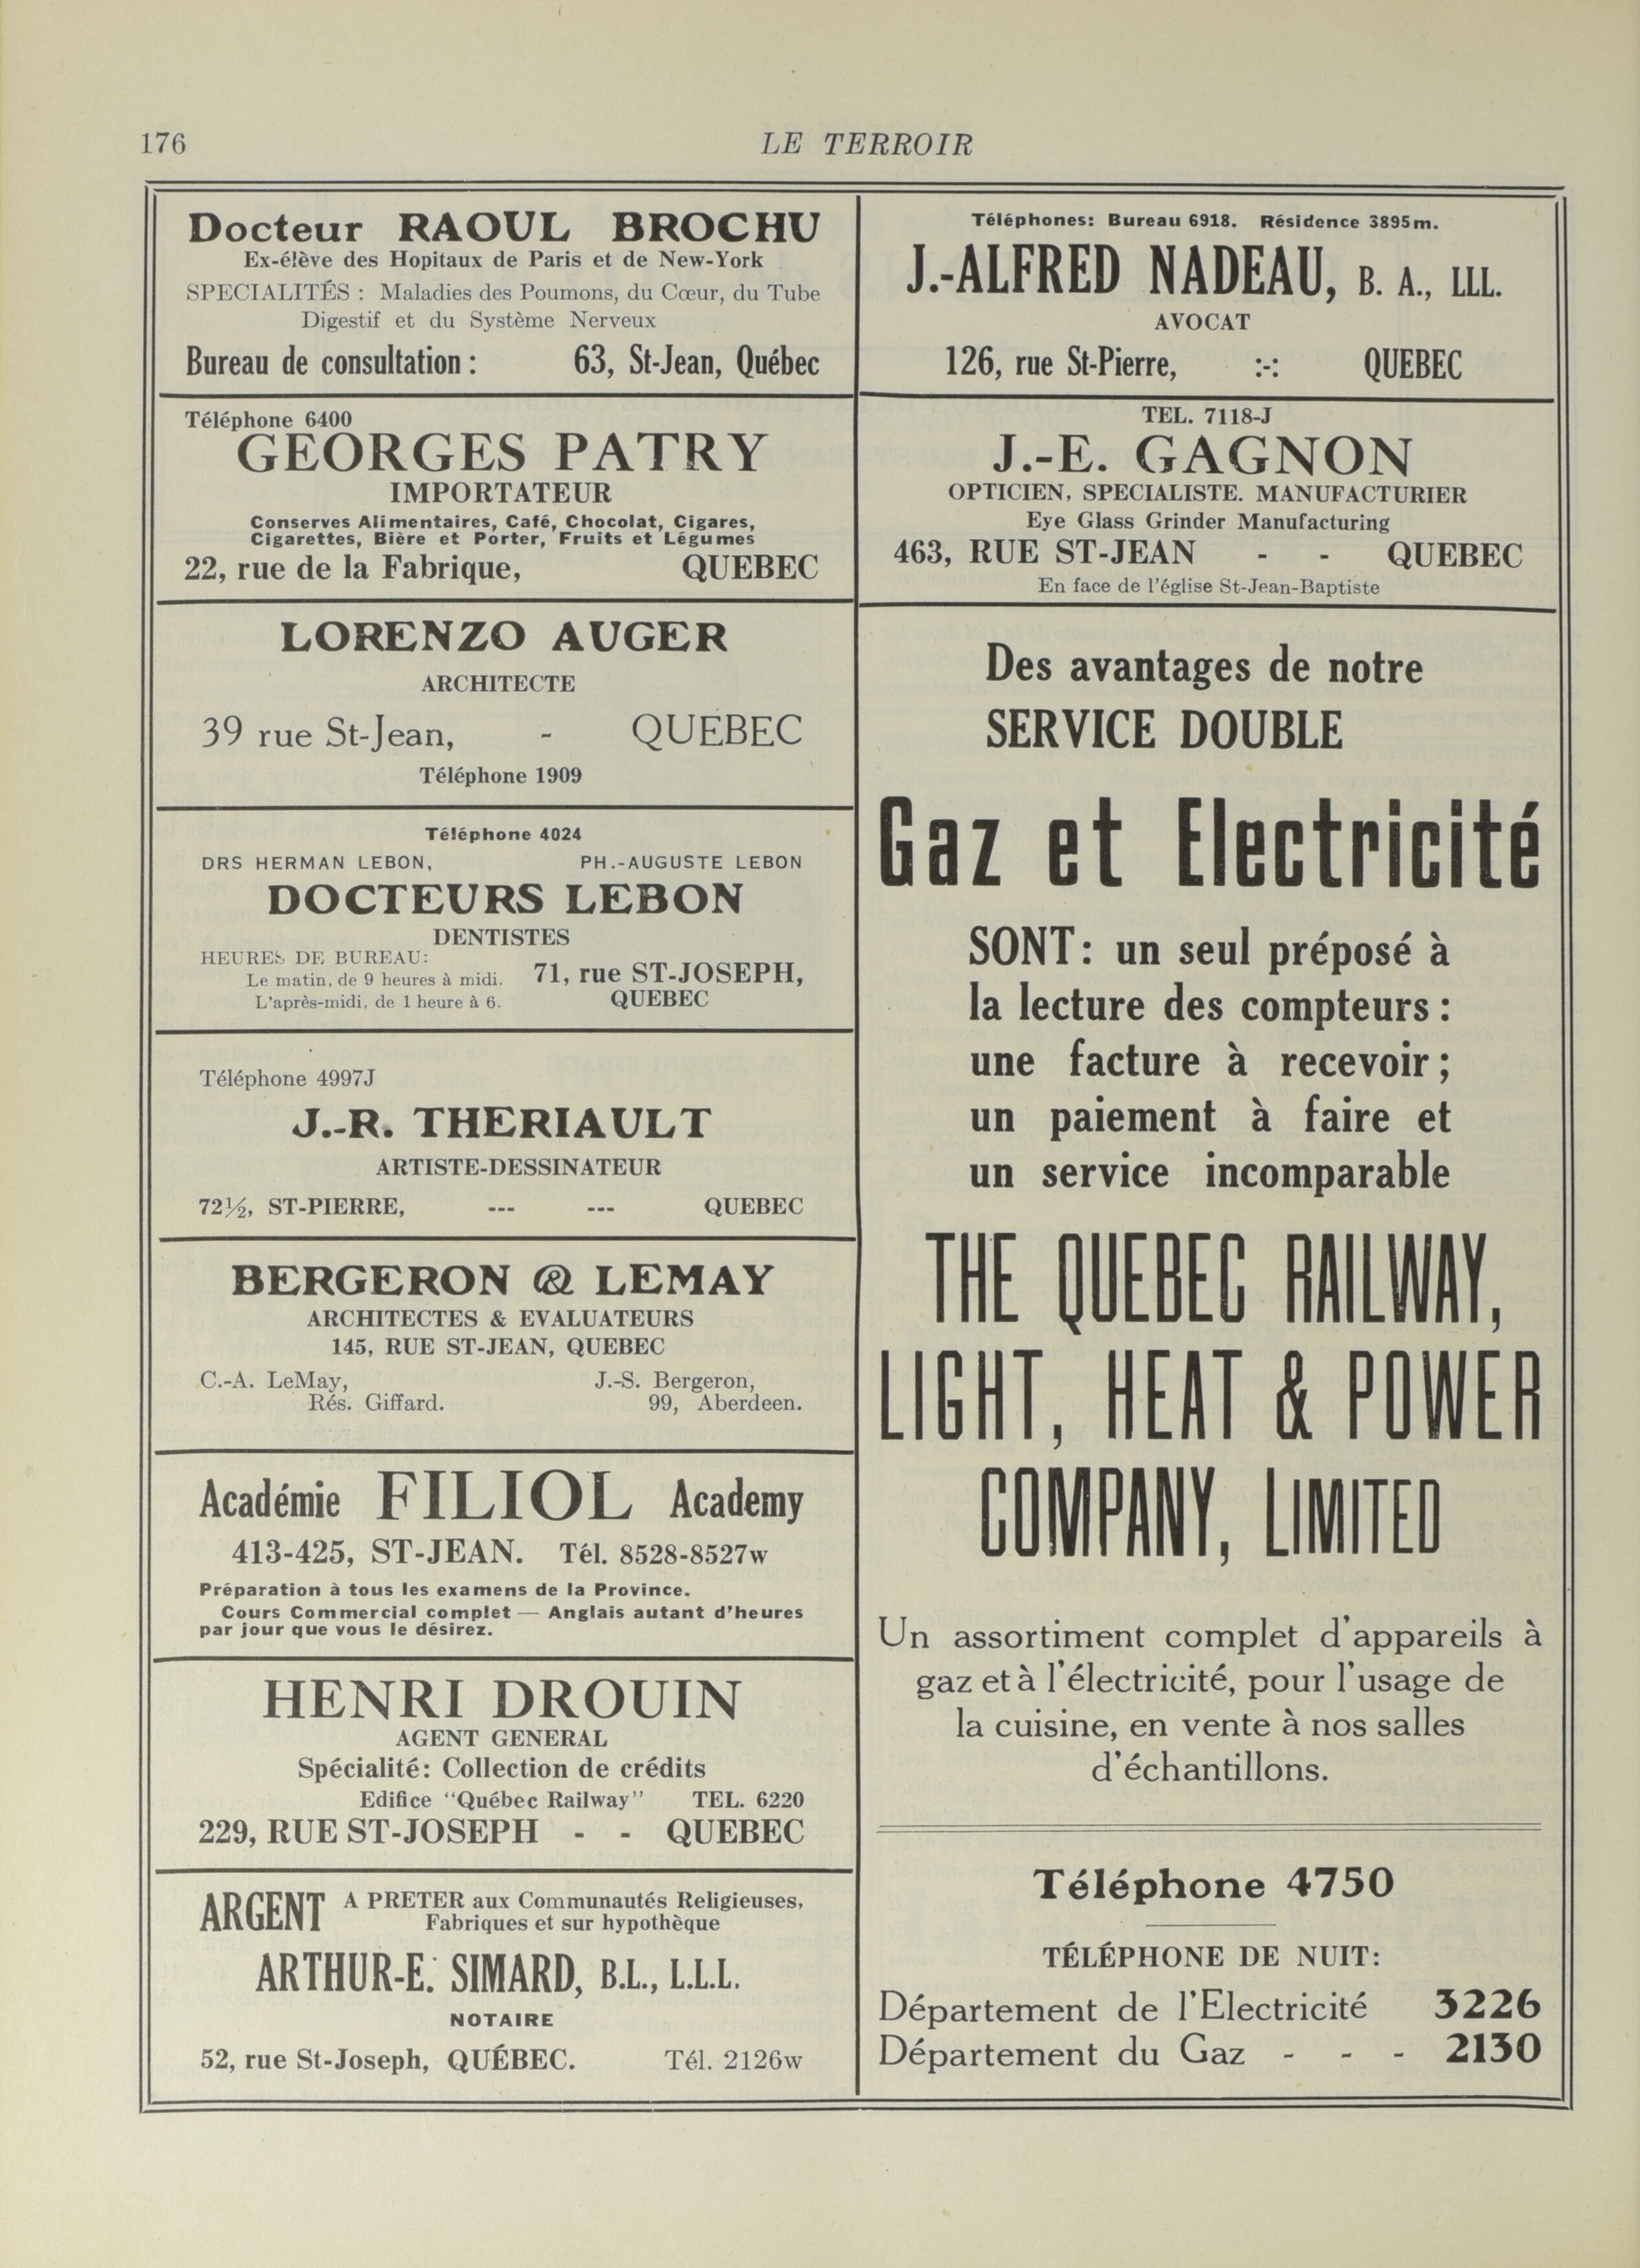 176
LE TERROIR
Docteur RAOUL BROCHU
Ex-élève des Hopitaux de Paris et de New-York
SPECIALITÉS : Maladies des Poumons, du Cœur, du Tube
Digestif et du Système Nerveux
Bureau de consultation : 63, St-Jean, Québec
Téléphone 6400
GEORGES PATRY
IMPORTATEUR
Conserves Alimentaires, Café, Chocolat, Cigares,
Cigarettes, Bière et Porter, Fruits et Légumes
22, rue de la Fabrique, QUEBEC
LORENZO AUGER
ARCHITECTE
39 rue St-Jean, - QUEBEC
Téléphone 1909
Téléphone 4024
DRS HERMAN LEBON, PH.-AUGUSTE LEBON
DOCTEURS LEBON
DENTISTES
HEURES DE BUREAU:
Le matin, de 9 heures à midi.
L'après-midi, de 1 heure à 6.
71, rue ST-JOSEPH,
QUEBEC
Téléphone 4997J
J.-R. THERIAULT
ARTISTE-DESSINATEUR
72½, ST-PIERRE, --- --- QUEBEC
BERGERON & LEMAY
ARCHITECTES & EVALUATEURS
145, RUE ST-JEAN, QUEBEC
C.-A. LeMay, J.-S. Bergeron,
Rés. Giffard. 99, Aberdeen.
Académie FILIOL Academy
413-425, ST-JEAN. Tél. 8528-8527w
Préparation à tous les examens de la Province.
Cours Commercial complet — Anglais autant d'heures
par jour que vous le désirez.
HENRI DROUIN
AGENT GENERAL
Spécialité: Collection de crédits
Edifice "Québec Railway" TEL. 6220
229, RUE ST-JOSEPH - - QUEBEC
ARGENT A PRETER aux Communautés Religieuses,
Fabriques et sur hypothèque
ARTHUR-E. SIMARD, B.L., L.L.L.
NOTAIRE
52, rue St-Joseph, QUÉBEC. Tél. 2126w
Téléphones: Bureau 6918. Résidence 3895m.
J.-ALFRED NADEAU, B. A., LLL.
AVOCAT
126, rue St-Pierre, :-: QUEBEC
TEL. 7118-J
J.-E. GAGNON
OPTICIEN, SPECIALISTE. MANUFACTURIER
Eye Glass Grinder Manufacturing
463, RUE ST-JEAN - - QUEBEC
En face de l'église St-Jean-Baptiste
Des avantages de notre
SERVICE DOUBLE
Gaz et Electricité
SONT: un seul préposé à
la lecture des compteurs :
une facture à recevoir ;
un paiement à faire et
un service incomparable
THE QUEBEC RAILWAY,
LIGHT, HEAT & POWER
COMPANY, LIMITED
Un assortiment complet d'appareils à
gaz et à l'électricité, pour l'usage de
la cuisine, en vente à nos salles
d'échantillons.
Téléphone 4750
TÉLÉPHONE DE NUIT:
Département de l'Electricité 3226
Département du Gaz - - - 2130